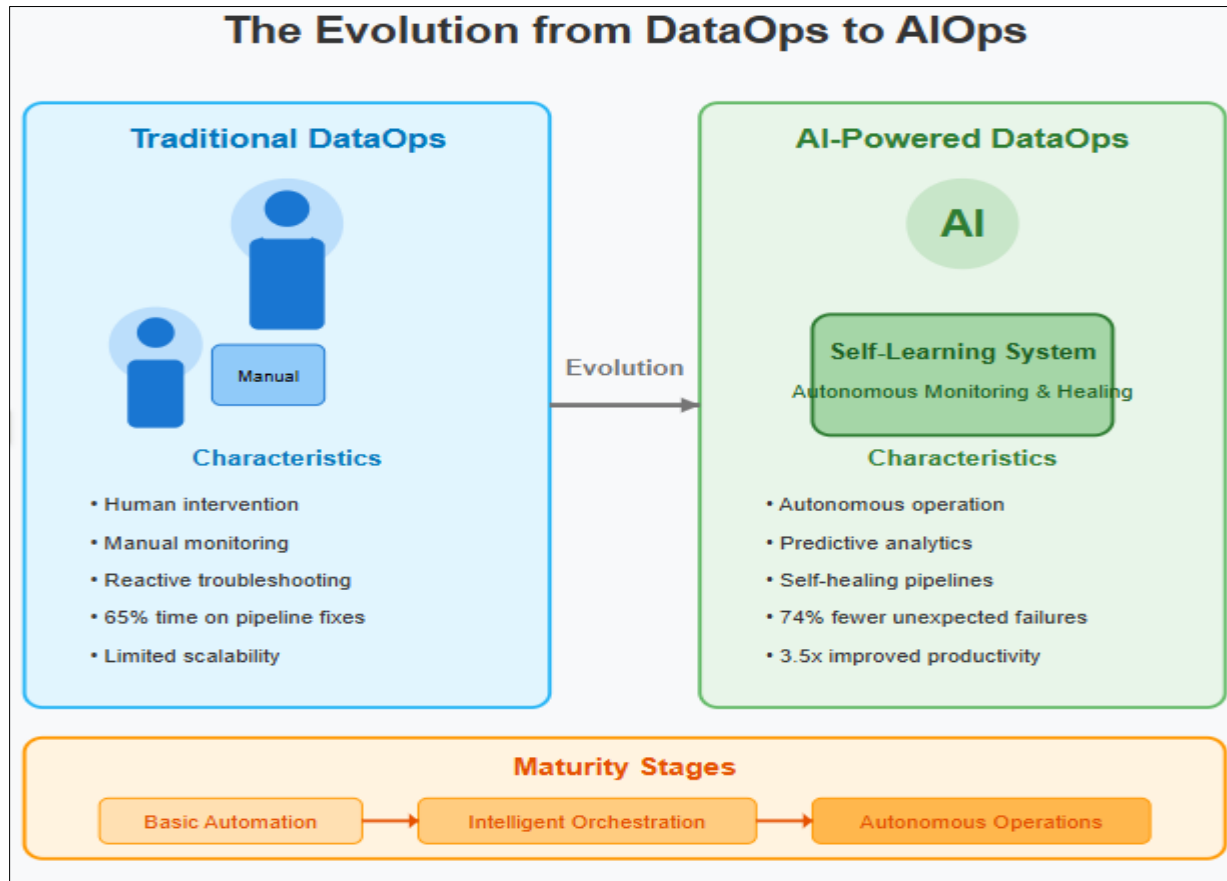 The Evolution from DataOps to AIOps
Traditional DataOps
Manual
Characteristics
• Human intervention
• Manual monitoring
• Reactive troubleshooting
• 65% time on pipeline fixes
• Limited scalability
Evolution
AI-Powered DataOps
AI
Self-Learning System
Autonomous Monitoring & Healing
Characteristics
• Autonomous operation
• Predictive analytics
• Self-healing pipelines
• 74% fewer unexpected failures
• 3.5x improved productivity
Maturity Stages
Basic Automation
Intelligent Orchestration
Autonomous Operations